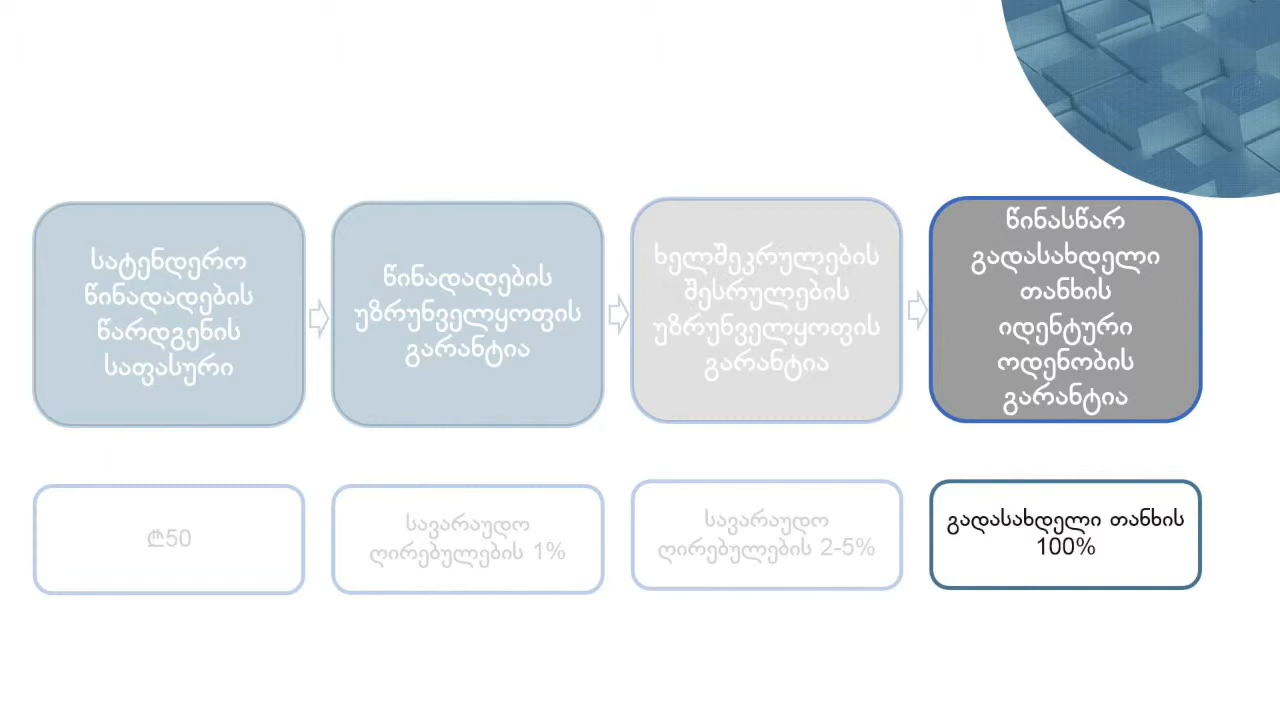 სატენდერო
წინადადების
წარდგენის
საფასური
წინადადების
უზრუნველყოფის
გარანტია
ხელშეკრულების
შესრულების
უზრუნველყოფის
გარანტია
წინასწარ
გადასახდელი
თანხის
იდენტური
ოდენობის
გარანტია
₾50
სავარაუდო
ღირებულების 1%
სავარაუდო
ღირებულების 2-5%
გადასახდელი თანხის
100%